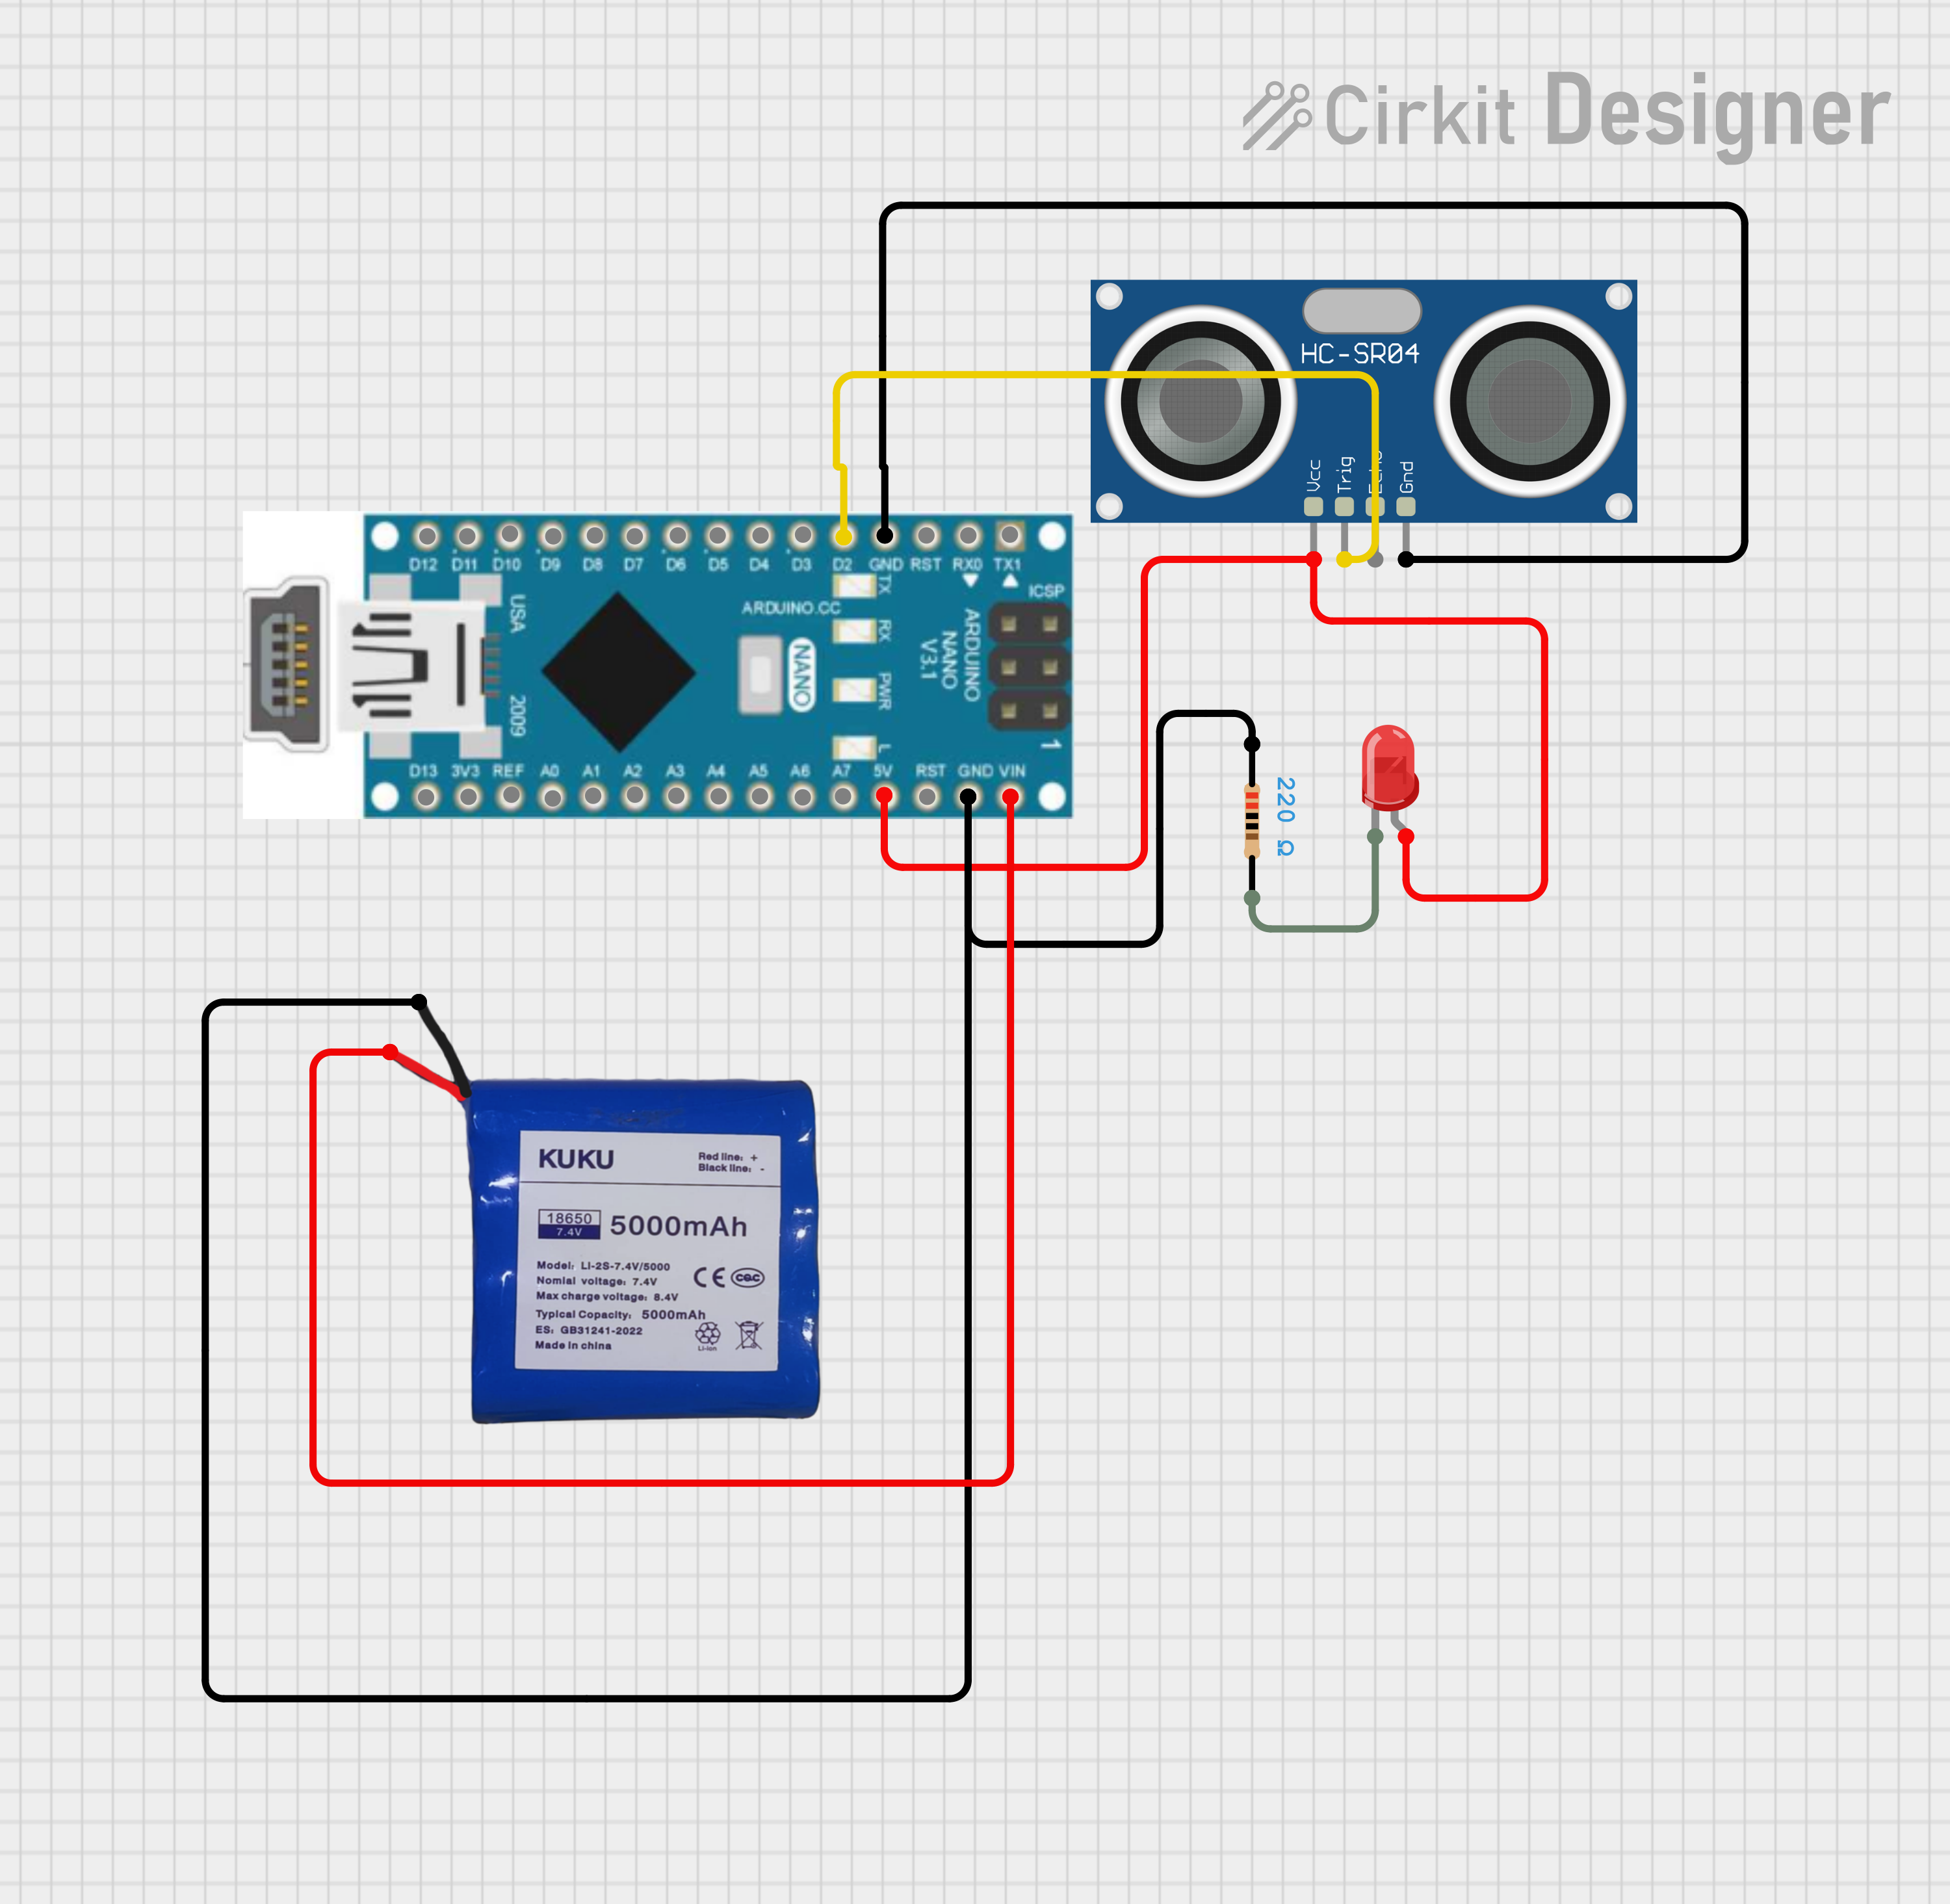 Cirkit Designer
HC-SR04
Vcc
Trig
Gnd
D12 D11 D10 D9 D8 D7 D6 D5 D4 D3 D2 GND RST RX0 TX1
TX
ICSP
USA
ARDUINO.CC
RX
ARDUINO
NANO
V3.1
NANO
PWR
2009
L
1
D13 3V3 REF A0 A1 A2 A3 A4 A5 A6 A7 5V RST GND VIN
220 Ω
KUKU
Red line: +
Black line: -
18650
7.4V
5000mAh
Model: LI-2S-7.4V/5000
Nomial voltage: 7.4V
Max charge voltage: 8.4V
Typical Capacity: 5000mAh
ES: GB31241-2022
Made in china
CE
Li-ion